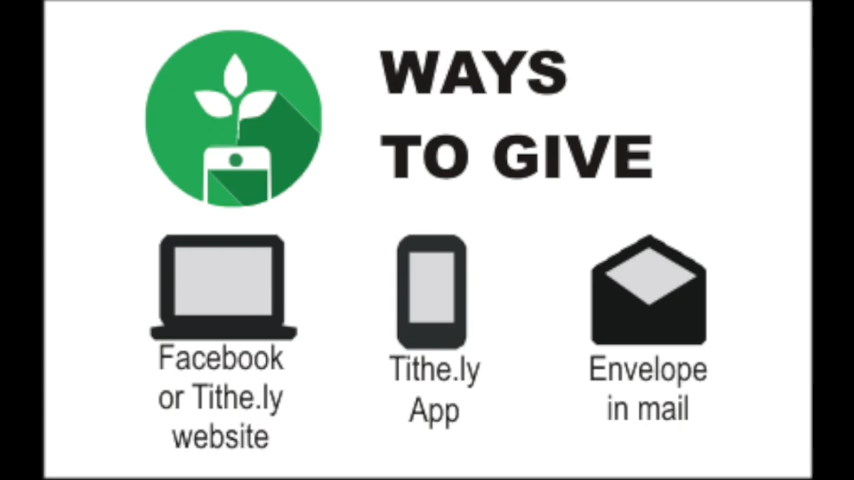 WAYS
TO GIVE
Facebook
or Tithe.ly
website
Tithe.ly
App
Envelope
in mail